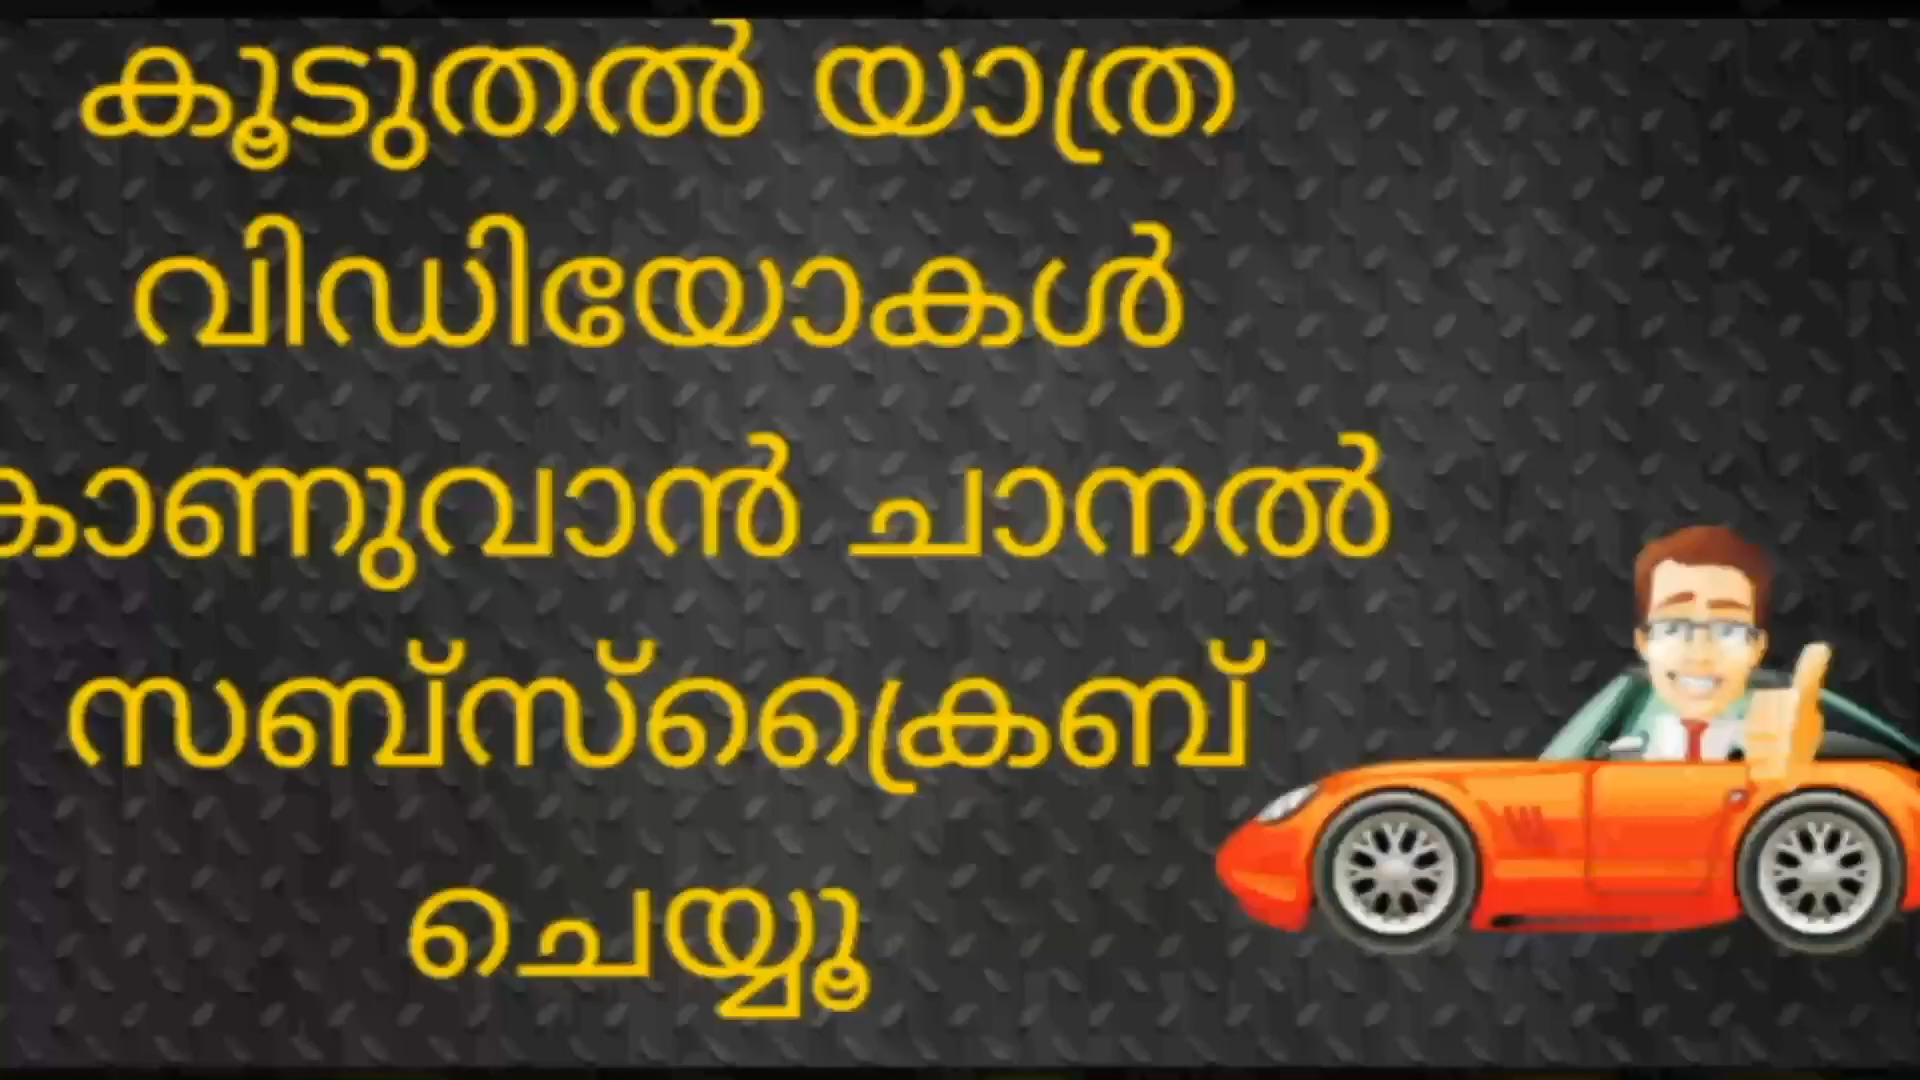 കൂടുതൽ യാത്ര
വിഡിയോകൾ
കാണുവാൻ ചാനൽ
സബ്സ്ക്രൈബ്
ചെയ്യൂ